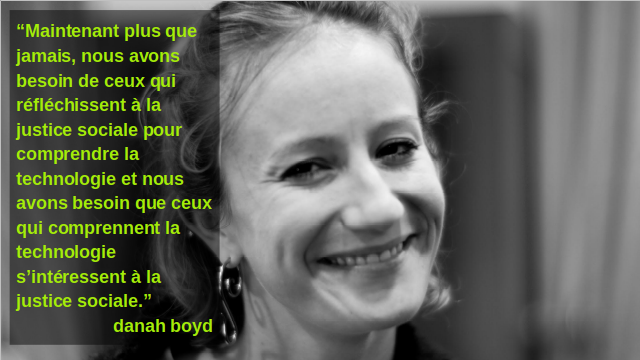 “Maintenant plus que
jamais, nous avons
besoin de ceux qui
réfléchissent à la
justice sociale pour
comprendre la
technologie et nous
avons besoin que ceux
qui comprennent la
technologie
s’intéressent à la
justice sociale.”
danah boyd